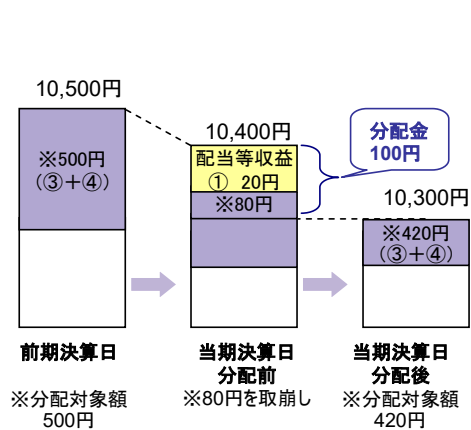 10,500円
※500円
（③＋④）
前期決算日
※分配対象額
500円
10,400円
配当等収益
① 20円
※80円
当期決算日
分配前
※80円を取崩し
分配金
100円
10,300円
※420円
（③＋④）
当期決算日
分配後
※分配対象額
420円